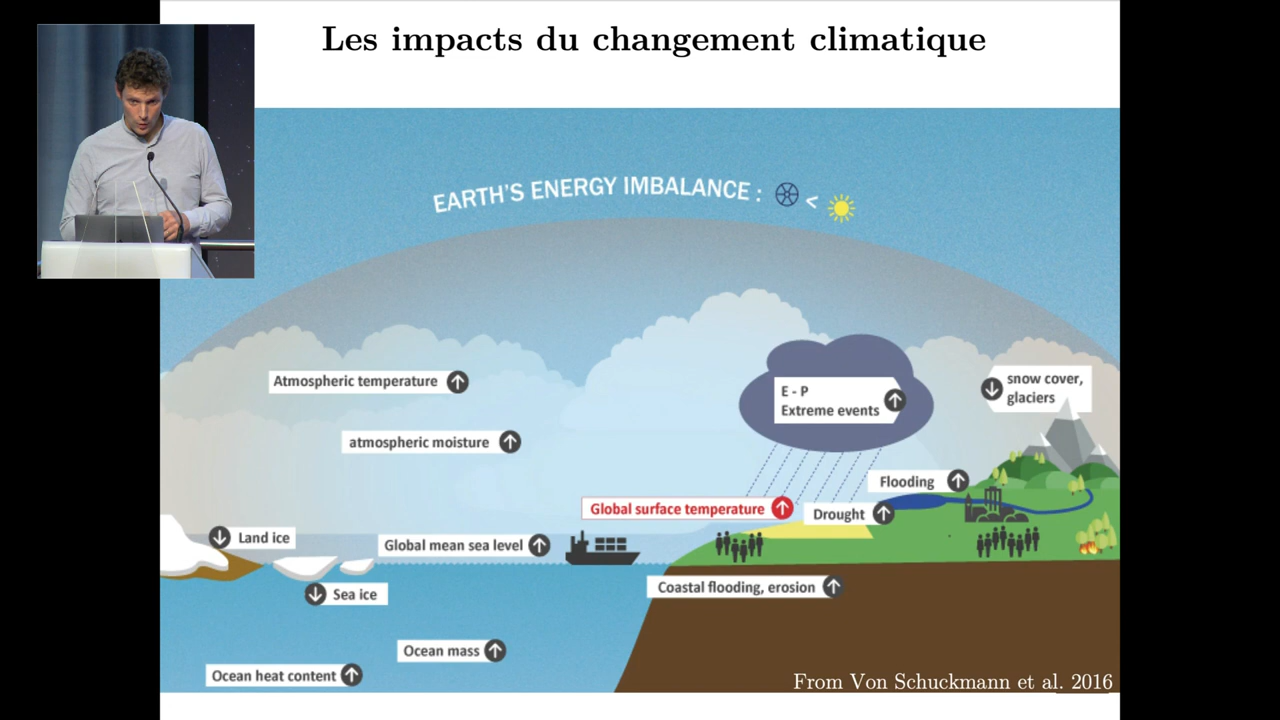 Les impacts du changement climatique
EARTH'S ENERGY IMBALANCE : <
Atmospheric temperature
E - P
Extreme events
snow cover,
glaciers
atmospheric moisture
Flooding
Global surface temperature
Drought
Land ice
Global mean sea level
Sea ice
Coastal flooding, erosion
Ocean mass
Ocean heat content
From Von Schuckmann et al. 2016